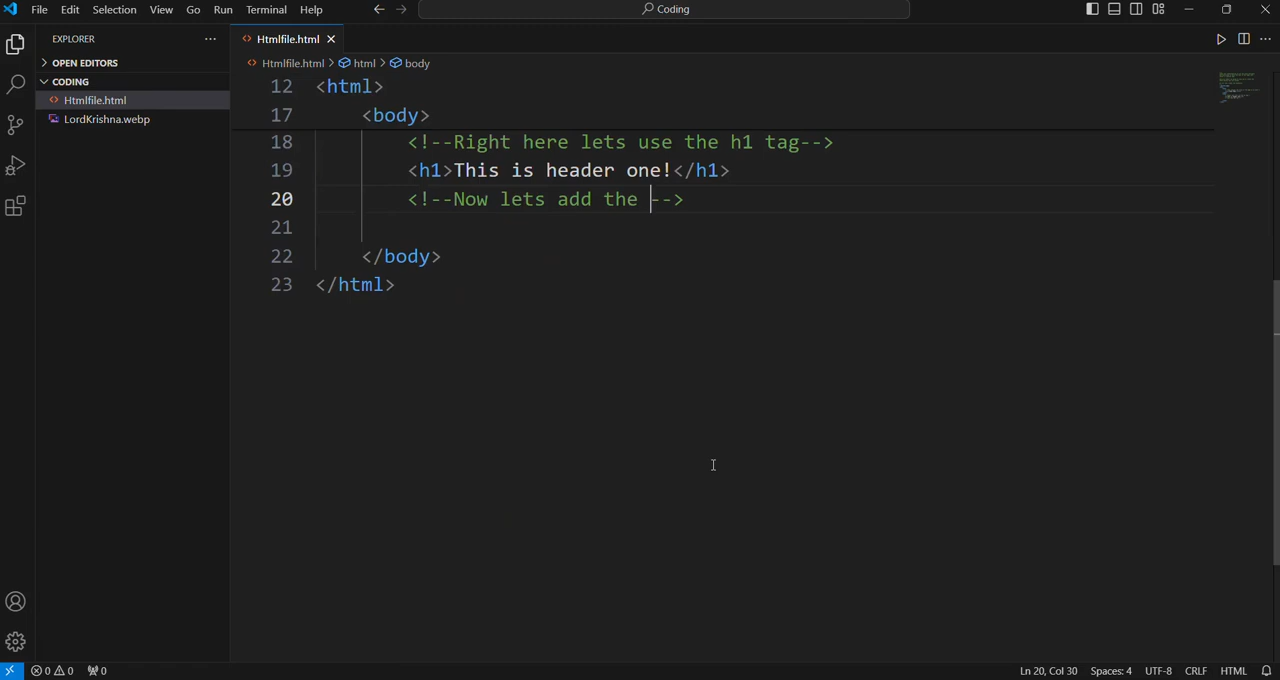 File Edit Selection View Go Run Terminal Help Coding
EXPLORER
OPEN EDITORS
CODING
Htmlfile.html
LordKrishna.webp
Htmlfile.html
Htmlfile.html > html > body
12 <html>
17 <body>
18 <!--Right here lets use the h1 tag-->
19 <h1>This is header one!</h1>
20 <!--Now lets add the -->
21
22 </body>
23 </html>
0 0 0 Ln 20, Col 30 Spaces: 4 UTF-8 CRLF HTML